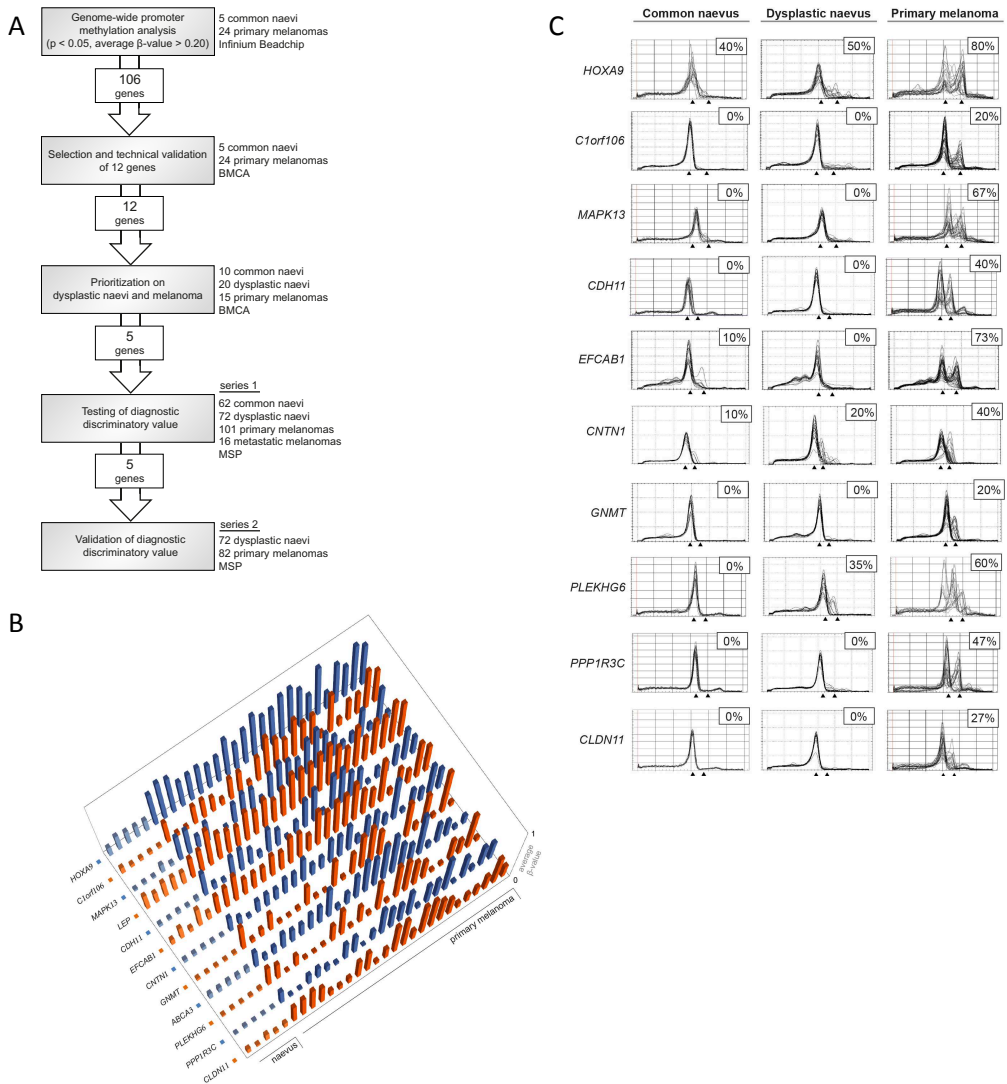 A
Genome-wide promoter
methylation analysis
(p < 0.05, average β-value > 0.20)
5 common naevi
24 primary melanomas
Infinium Beadchip
106
genes
Selection and technical validation
of 12 genes
5 common naevi
24 primary melanomas
BMCA
12
genes
Prioritization on
dysplastic naevi and melanoma
10 common naevi
20 dysplastic naevi
15 primary melanomas
BMCA
5
genes
Testing of diagnostic
discriminatory value
series 1
62 common naevi
72 dysplastic naevi
101 primary melanomas
16 metastatic melanomas
MSP
5
genes
Validation of diagnostic
discriminatory value
series 2
72 dysplastic naevi
82 primary melanomas
MSP
B
HOXA9
C1orf106
MAPK13
LEP
CDH11
EFCAB1
CNTN1
GNMT
ABCA3
PLEKHG6
PPP1R3C
CLDN11
naevus
primary melanoma
0
average
β-value
1
C
Common naevus Dysplastic naevus Primary melanoma
HOXA9 40% 50% 80%
C1orf106 0% 0% 20%
MAPK13 0% 0% 67%
CDH11 0% 0% 40%
EFCAB1 10% 0% 73%
CNTN1 10% 20% 40%
GNMT 0% 0% 20%
PLEKHG6 0% 35% 60%
PPP1R3C 0% 0% 47%
CLDN11 0% 0% 27%